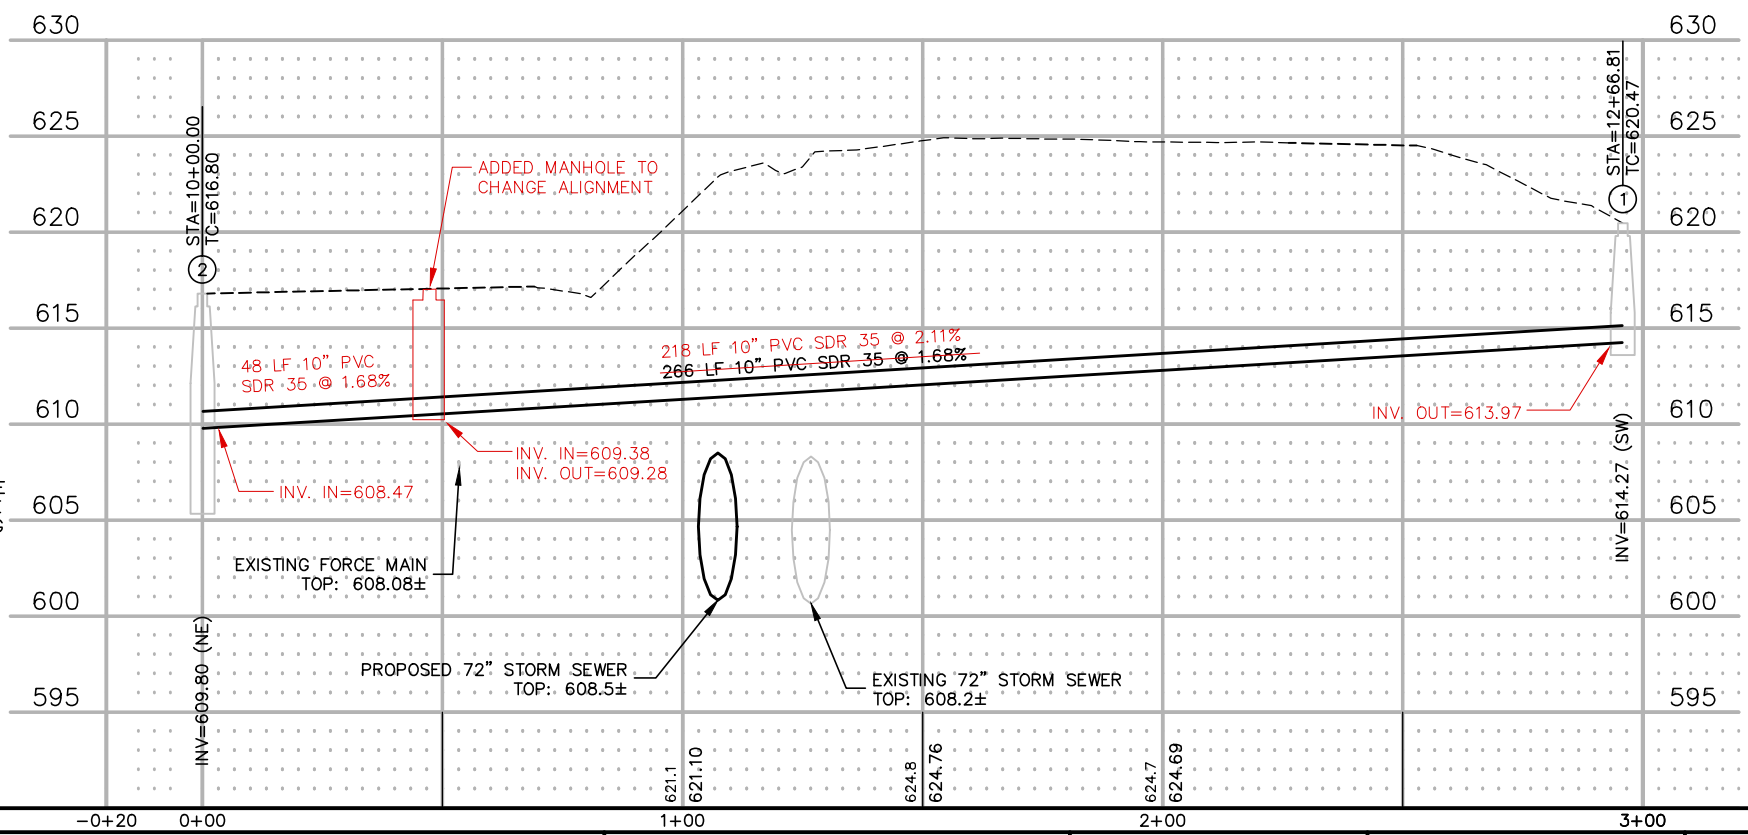 630
630
625
625
620
620
615
615
610
610
605
605
600
600
595
595
STA=10+00.00
TC=616.80
2
ADDED MANHOLE TO
CHANGE ALIGNMENT
STA=12+66.81
TC=620.47
1
48 LF 10" PVC
SDR 35 @ 1.68%
218 LF 10" PVC SDR 35 @ 2.11%
266 LF 10" PVC SDR 35 @ 1.68%
INV. OUT=613.97
INV. IN=609.38
INV. OUT=609.28
INV. IN=608.47
INV=614.27 (SW)
EXISTING FORCE MAIN
TOP: 608.08±
INV=609.80 (NE)
PROPOSED 72" STORM SEWER
TOP: 608.5±
EXISTING 72" STORM SEWER
TOP: 608.2±
621.1
621.10
624.8
624.76
624.7
624.69
-0+20
0+00
1+00
2+00
3+00